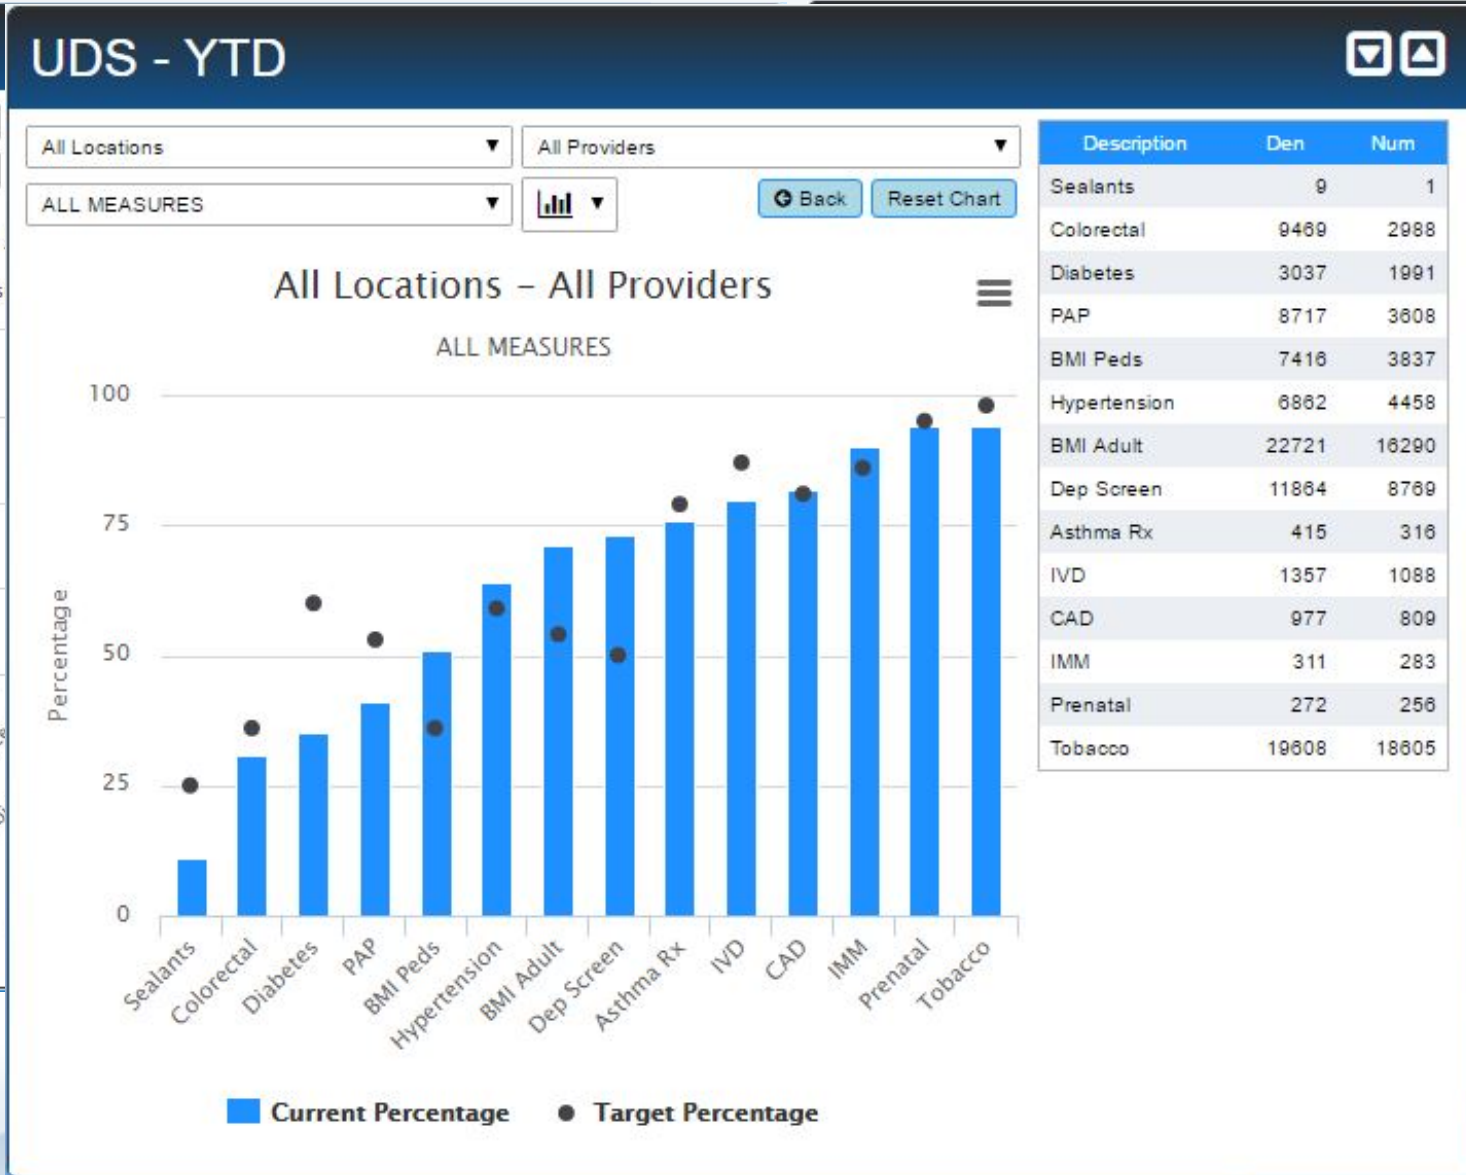 UDS - YTD
All Locations
All Providers
ALL MEASURES
Back
Reset Chart
All Locations - All Providers
ALL MEASURES
Percentage
100
75
50
25
0
Sealants
Colorectal
Diabetes
PAP
BMI Peds
Hypertension
BMI Adult
Dep Screen
Asthma Rx
IVD
CAD
IMM
Prenatal
Tobacco
Current Percentage
Target Percentage
Description Den Num
Sealants 9 1
Colorectal 9469 2988
Diabetes 3037 1991
PAP 8717 3608
BMI Peds 7416 3837
Hypertension 6862 4458
BMI Adult 22721 16290
Dep Screen 11864 8769
Asthma Rx 415 316
IVD 1357 1088
CAD 977 809
IMM 311 283
Prenatal 272 256
Tobacco 19608 18605